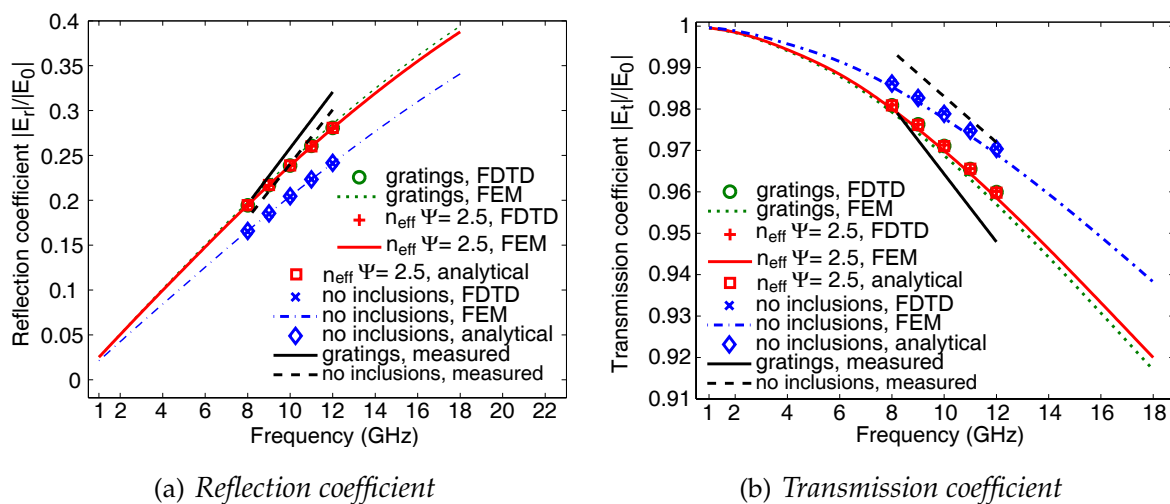 0.4
0.35
0.3
0.25
0.2
0.15
0.1
0.05
0
Reflection coefficient |E_rl|/|E_0|
gratings, FDTD
gratings, FEM
n_eff Ψ= 2.5, FDTD
n_eff Ψ= 2.5, FEM
n_eff Ψ= 2.5, analytical
no inclusions, FDTD
no inclusions, FEM
no inclusions, analytical
gratings, measured
no inclusions, measured
1 2 4 6 8 10 12 14 16 18 20 22
Frequency (GHz)
(a) Reflection coefficient
1
0.99
0.98
0.97
0.96
0.95
0.94
0.93
0.92
0.91
Transmission coefficient |E_t|/|E_0|
gratings, FDTD
gratings, FEM
n_eff Ψ= 2.5, FDTD
n_eff Ψ= 2.5, FEM
n_eff Ψ= 2.5, analytical
no inclusions, FDTD
no inclusions, FEM
no inclusions, analytical
gratings, measured
no inclusions, measured
1 2 4 6 8 10 12 14 16 18
Frequency (GHz)
(b) Transmission coefficient